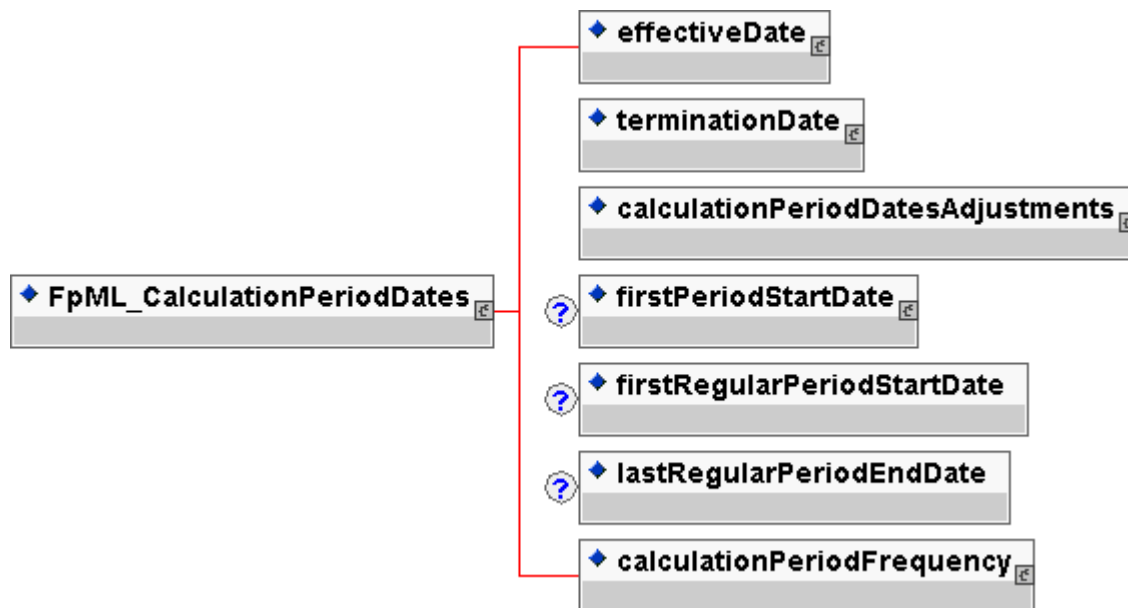 effectiveDate
terminationDate
calculationPeriodDatesAdjustments
FpML_CalculationPeriodDates
? firstPeriodStartDate
? firstRegularPeriodStartDate
? lastRegularPeriodEndDate
calculationPeriodFrequency